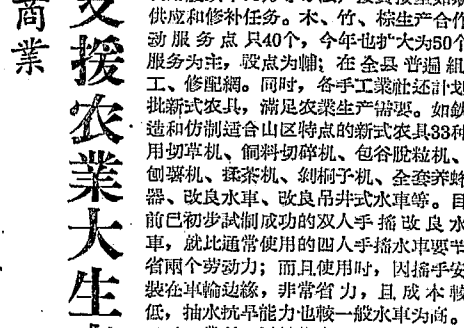 商業
支援农業大生
供应和修补任务。木、竹、棕生产合作
动服务点只40个，今年也扩大为50个
服务为主，設点为輔；在全县普遍組
工、修配網。同时，各手工業社还計划
批新式农具，滿足农業生产需要。如
造和仿制适合山区特点的新式农具33种
用切草机、飼料切碎机、包谷脫粒机、
刨薯机、揉茶机、剝桐子机、全套养蜂
器、改良水車、改良吊井式水車等。目
前已初步試制成功的双人手搖改良水
車，就比通常使用的四人手搖水車要节
省兩个劳动力；而且使用时，因搖手安
裝在車輪边緣，非常省力，且成本較
低，抽水抗旱能力也較一般水車为高。